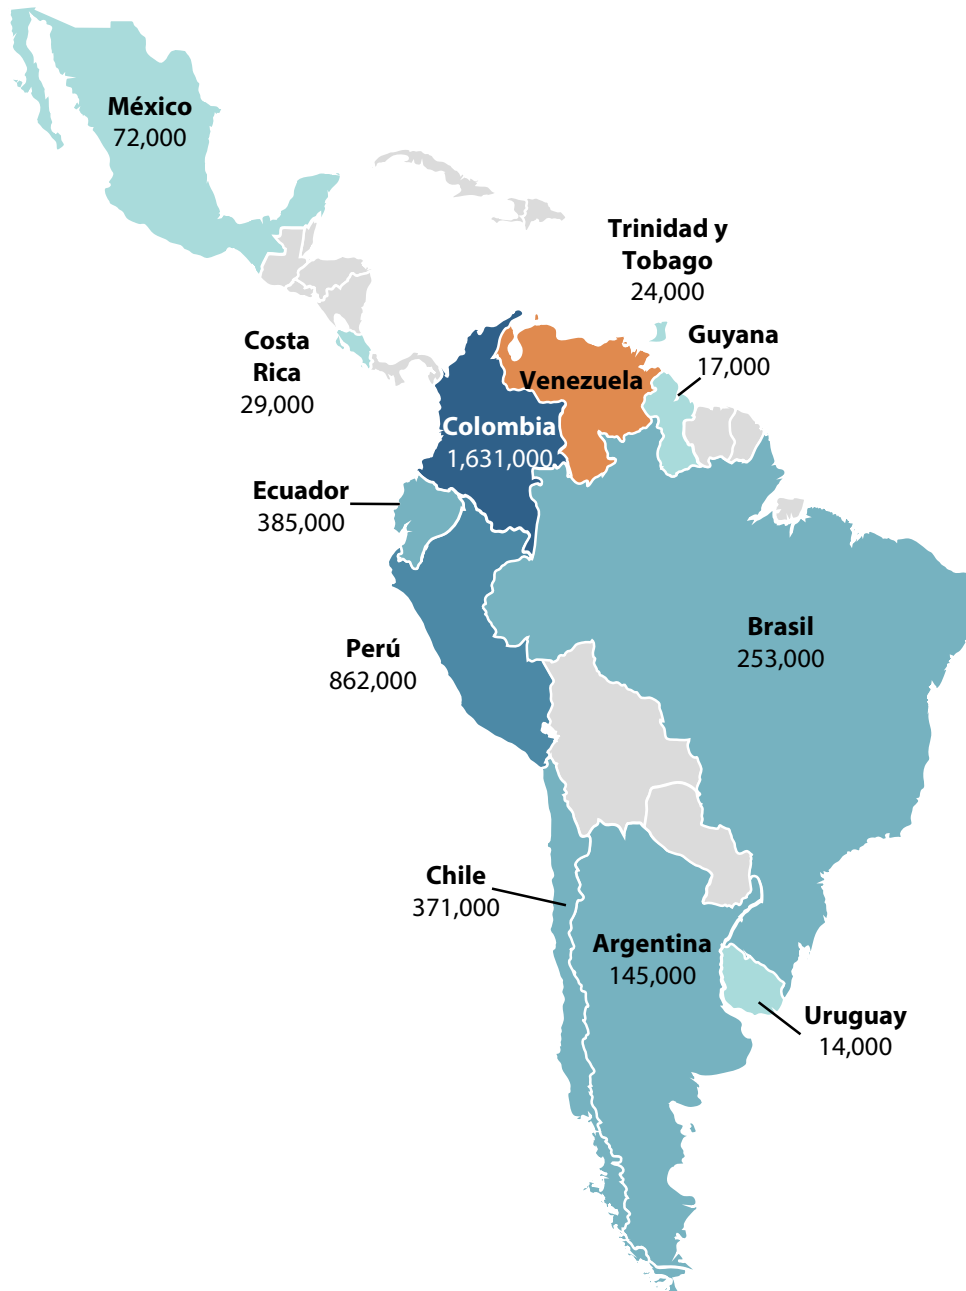 México
72,000
Trinidad y
Tobago
24,000
Costa
Rica
29,000
Guyana
17,000
Venezuela
Colombia
1,631,000
Ecuador
385,000
Brasil
253,000
Perú
862,000
Chile
371,000
Argentina
145,000
Uruguay
14,000